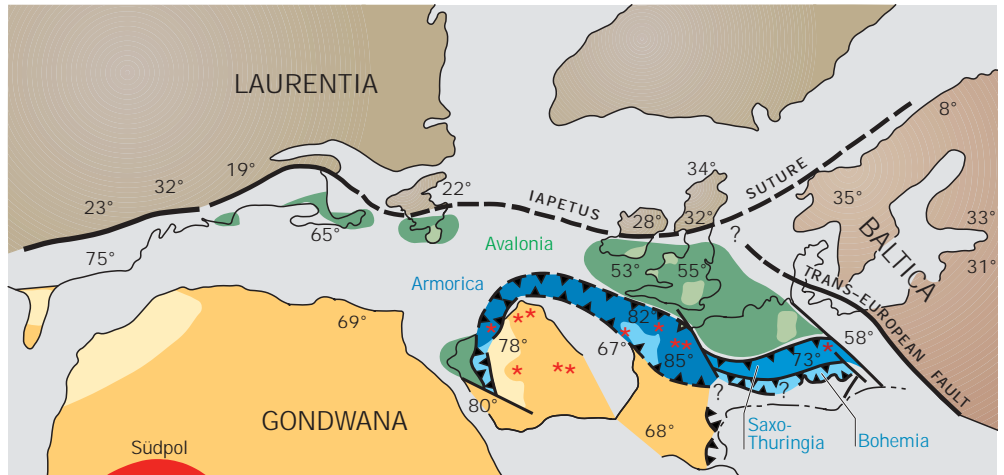 LAURENTIA
8°
34°
19°
32°
22°
SUTURE
35°
23°
IAPETUS
28°
32°
33°
65°
?
BALTICA
75°
Avalonia
31°
53°
55°
TRANS-EUROPEAN
FAULT
Armorica
69°
82°
78°
67°
58°
85°
73°
80°
?
?
GONDWANA
68°
Saxo-
Thuringia
Bohemia
Südpol